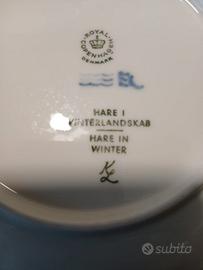 ROYAL
COPENHAGEN
DENMARK
HARE I
VINTERLANDSKAB
HARE IN
WINTER
subito